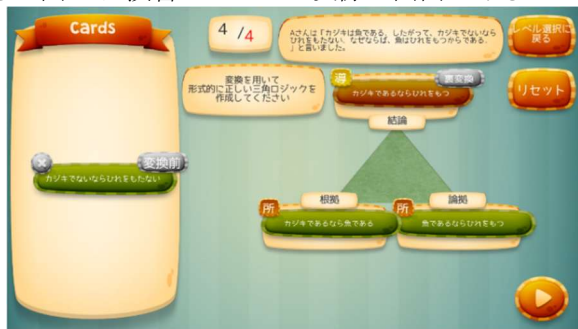 Cards
4 /4
Aさんは「カジキは魚である。したがって、カジキでないなら
ひれをもたない。なぜならば、魚はひれをもつからである。
」と言いました。
レベル選択に
戻る
変換を用いて
形式的に正しい三角ロジックを
作成してください
導
裏変換
カジキであるならひれをもつ
リセット
結論
×
変換前
カジキでないならひれをもたない
根拠
論拠
所
カジキであるなら魚である
所
魚であるならひれをもつ